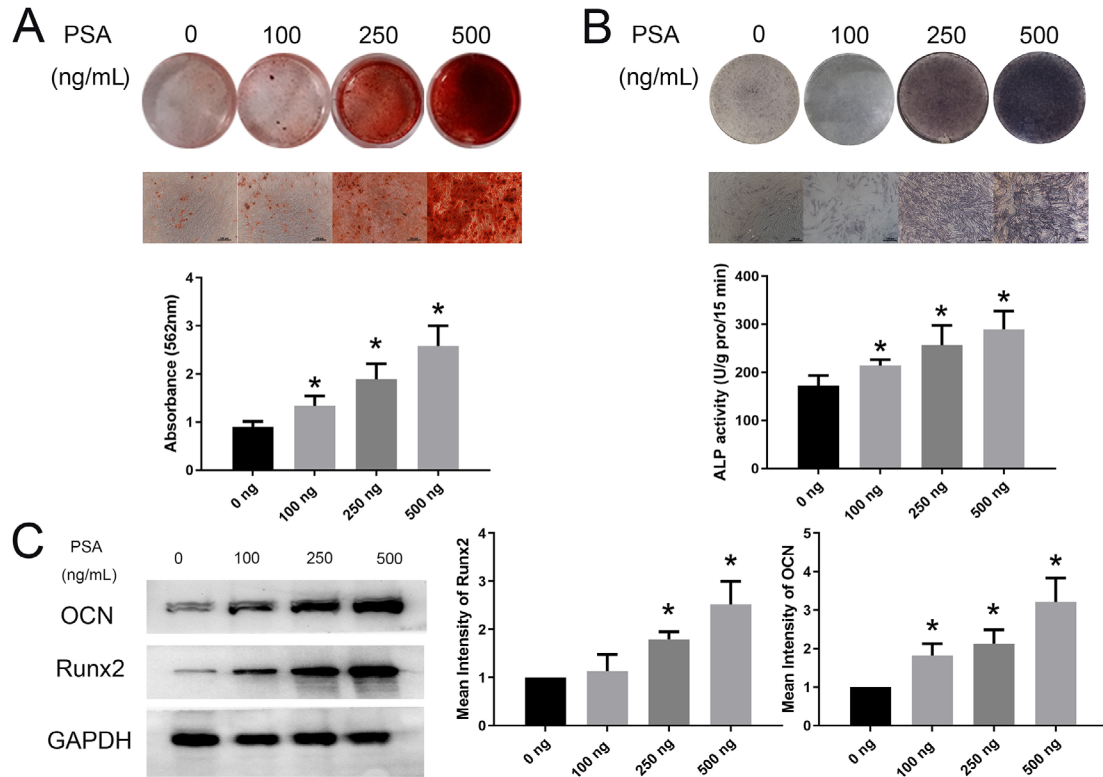 A
PSA
(ng/mL)
0 100 250 500
Absorbance (562nm)
4
3
2
1
0
* * *
0 ng 100 ng 250 ng 500 ng
B
PSA
(ng/mL)
0 100 250 500
ALP activity (U/g pro/15 min)
400
300
200
100
0
* * *
0 ng 100 ng 250 ng 500 ng
C
PSA
(ng/mL)
0 100 250 500
OCN
Runx2
GAPDH
Mean Intensity of Runx2
4
3
2
1
0
* *
0 ng 100 ng 250 ng 500 ng
Mean Intensity of OCN
5
4
3
2
1
0
* * *
0 ng 100 ng 250 ng 500 ng